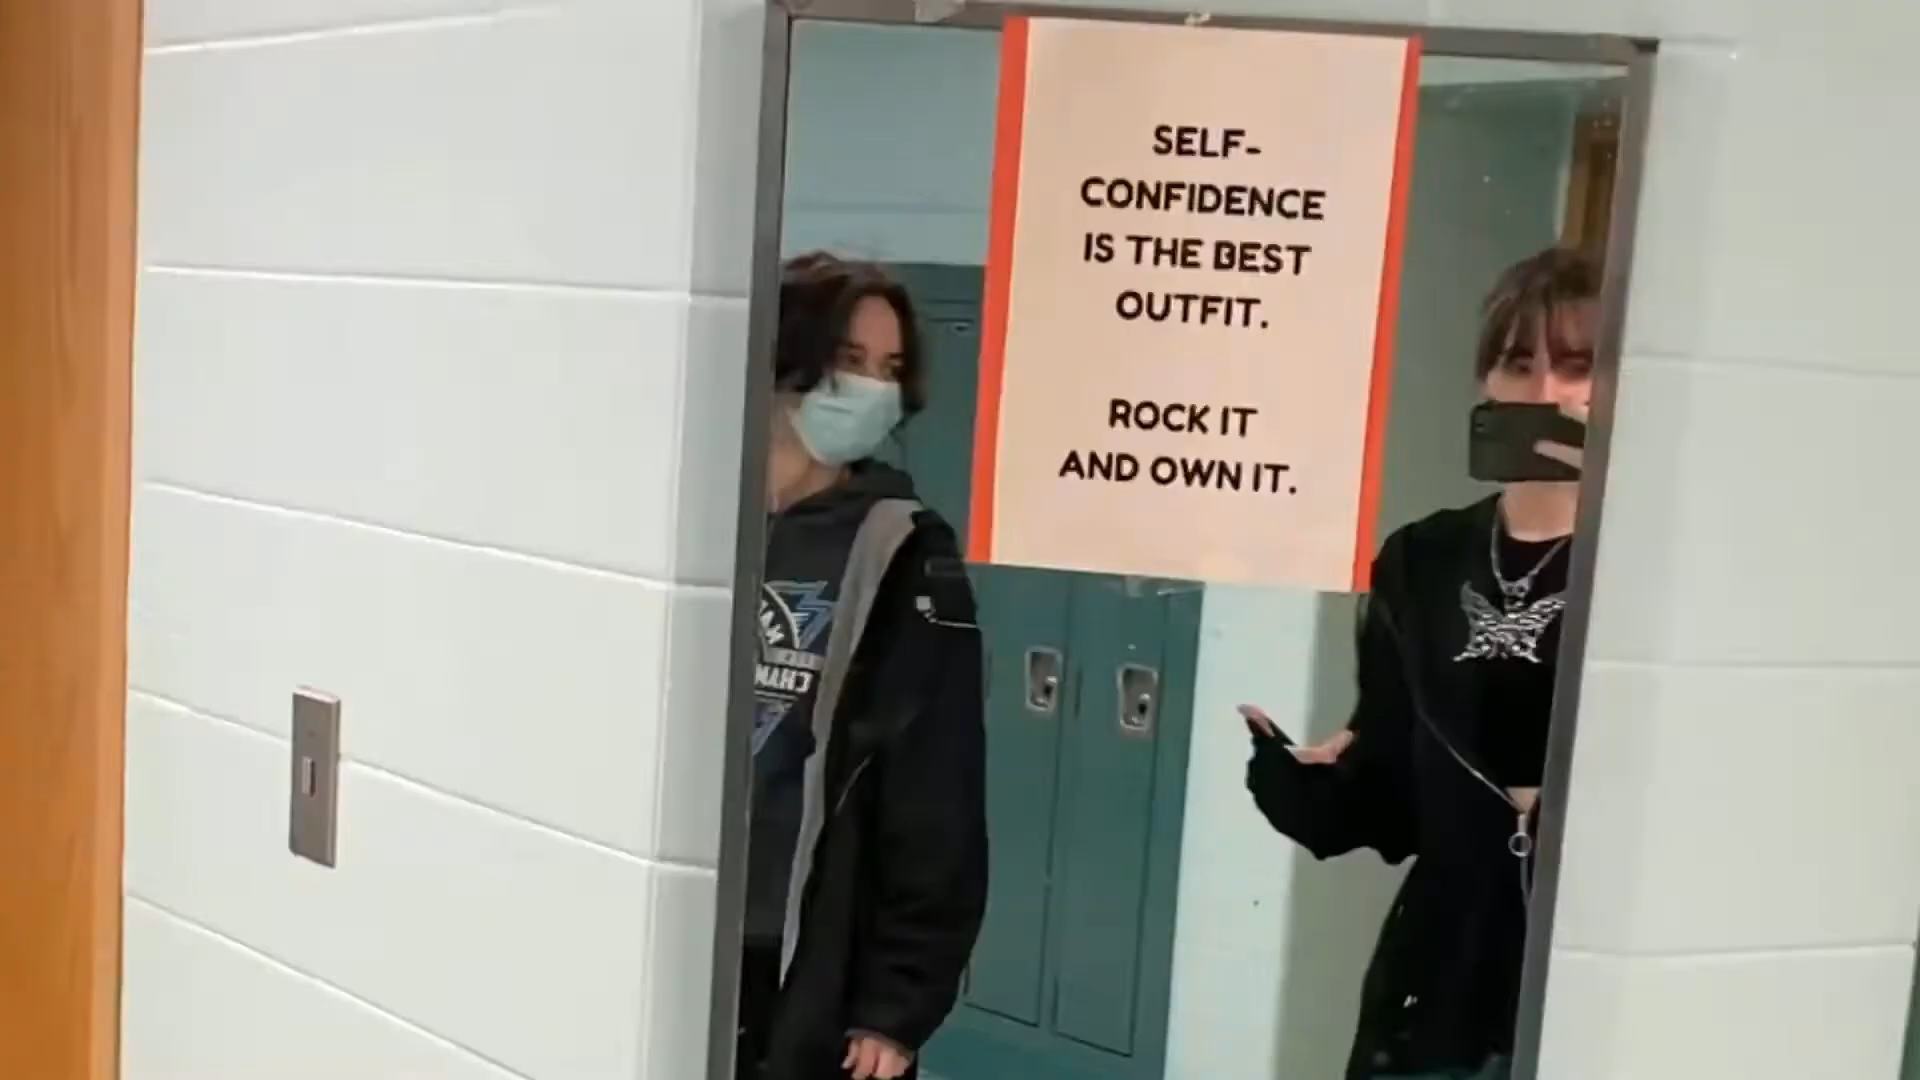 SELF-
CONFIDENCE
IS THE BEST
OUTFIT.
ROCK IT
AND OWN IT.